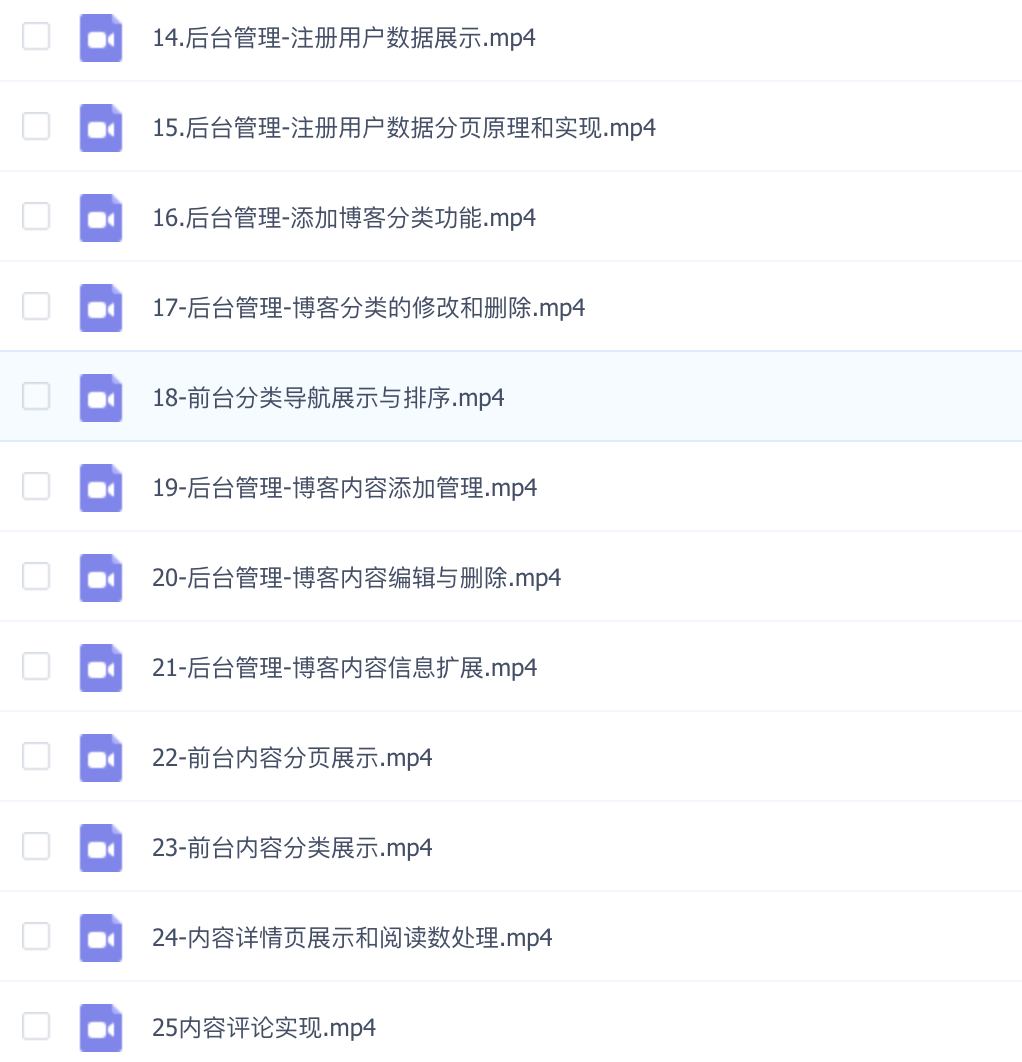 14.后台管理-注册用户数据展示.mp4
15.后台管理-注册用户数据分页原理和实现.mp4
16.后台管理-添加博客分类功能.mp4
17-后台管理-博客分类的修改和删除.mp4
18-前台分类导航展示与排序.mp4
19-后台管理-博客内容添加管理.mp4
20-后台管理-博客内容编辑与删除.mp4
21-后台管理-博客内容信息扩展.mp4
22-前台内容分页展示.mp4
23-前台内容分类展示.mp4
24-内容详情页展示和阅读数处理.mp4
25内容评论实现.mp4